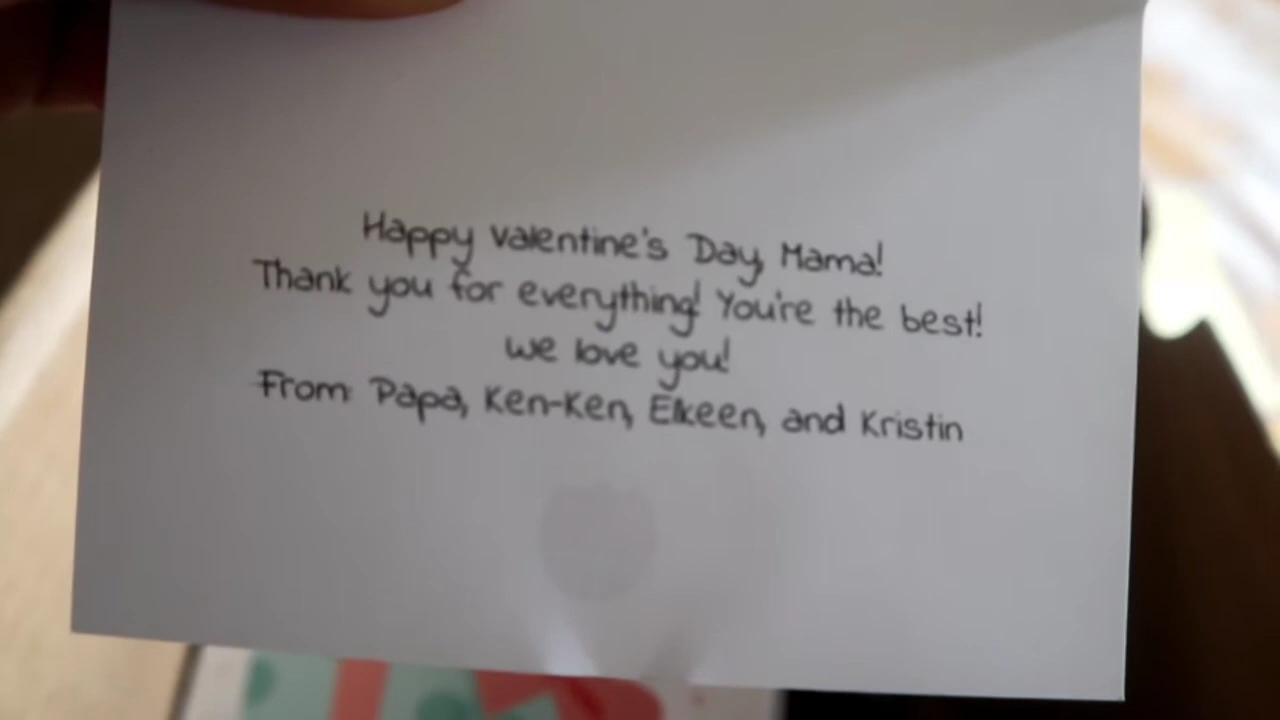 Happy Valentine's Day, Mama!
Thank you for everything! You're the best!
We love you!
From: Papa, Ken-Ken, Elkeen, and Kristin